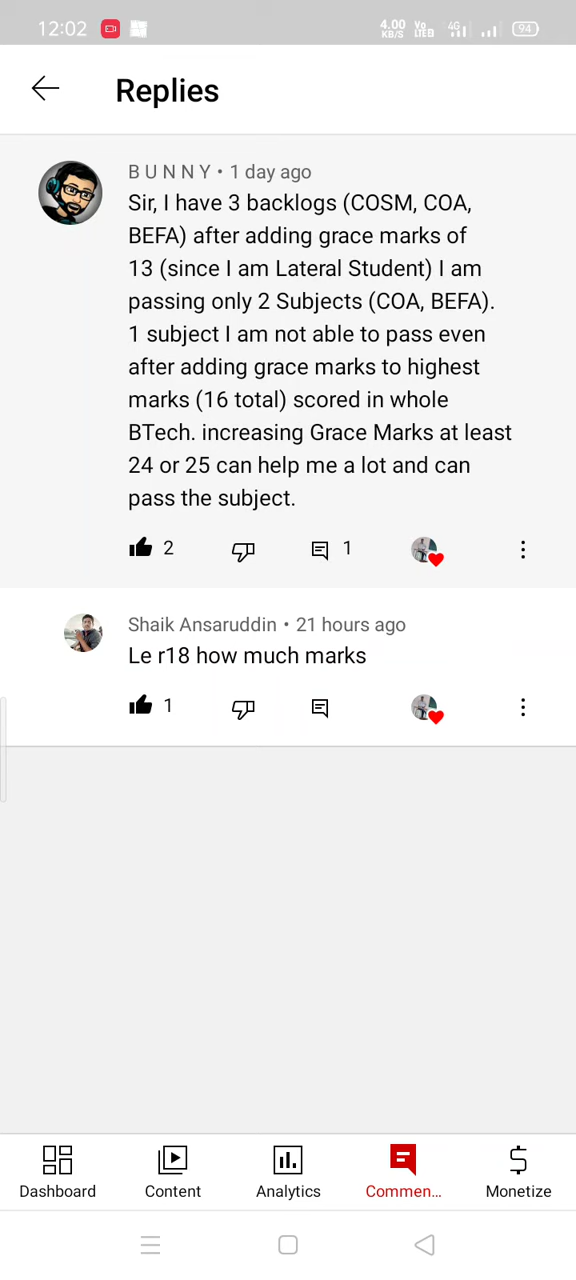 12:02
4.00 KB/S Vo LTE 4G 94
Replies
B U N N Y • 1 day ago
Sir, I have 3 backlogs (COSM, COA,
BEFA) after adding grace marks of
13 (since I am Lateral Student) I am
passing only 2 Subjects (COA, BEFA).
1 subject I am not able to pass even
after adding grace marks to highest
marks (16 total) scored in whole
BTech. increasing Grace Marks at least
24 or 25 can help me a lot and can
pass the subject.
2 1
Shaik Ansaruddin • 21 hours ago
Le r18 how much marks
1
Dashboard Content Analytics Commen... Monetize